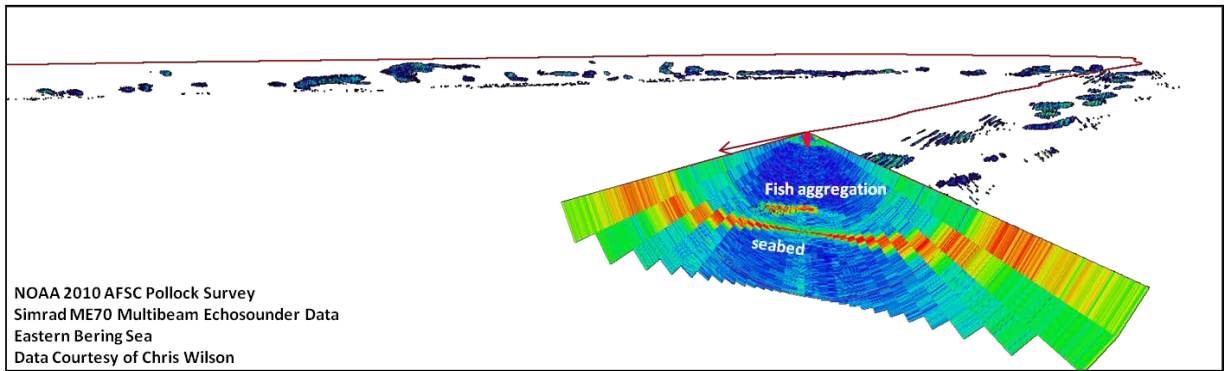 Fish aggregation
seabed
NOAA 2010 AFSC Pollock Survey
Simrad ME70 Multibeam Echosounder Data
Eastern Bering Sea
Data Courtesy of Chris Wilson